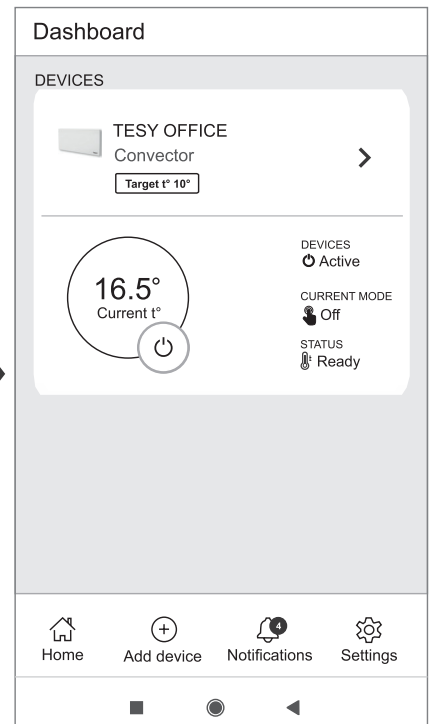 Dashboard
DEVICES
TESY OFFICE
Convector
Target t° 10°
16.5°
Current t°
DEVICES
Active
CURRENT MODE
Off
STATUS
Ready
4
Home
Add device
Notifications
Settings